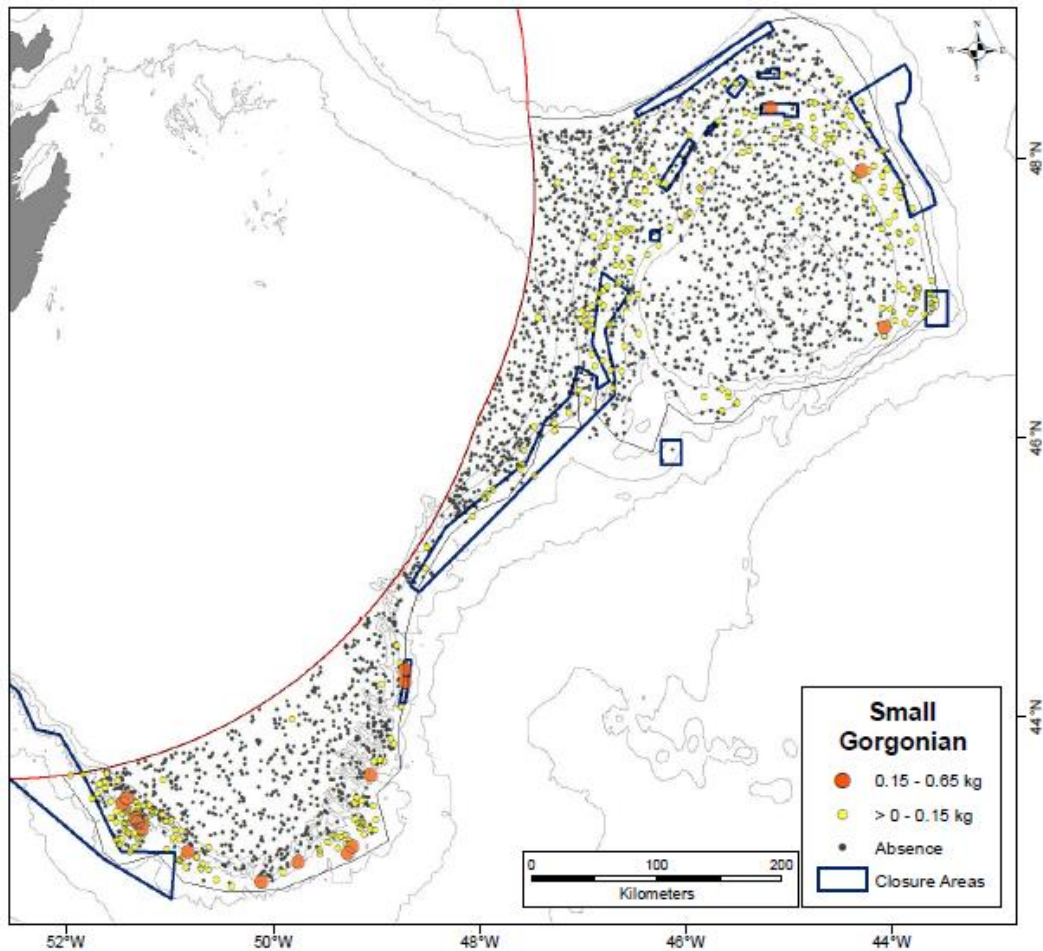 N
W E
S
48°N
46°N
44°N
Small
Gorgonian
0.15 - 0.65 kg
> 0 - 0.15 kg
Absence
Closure Areas
0 100 200
Kilometers
52°W 50°W 48°W 46°W 44°W